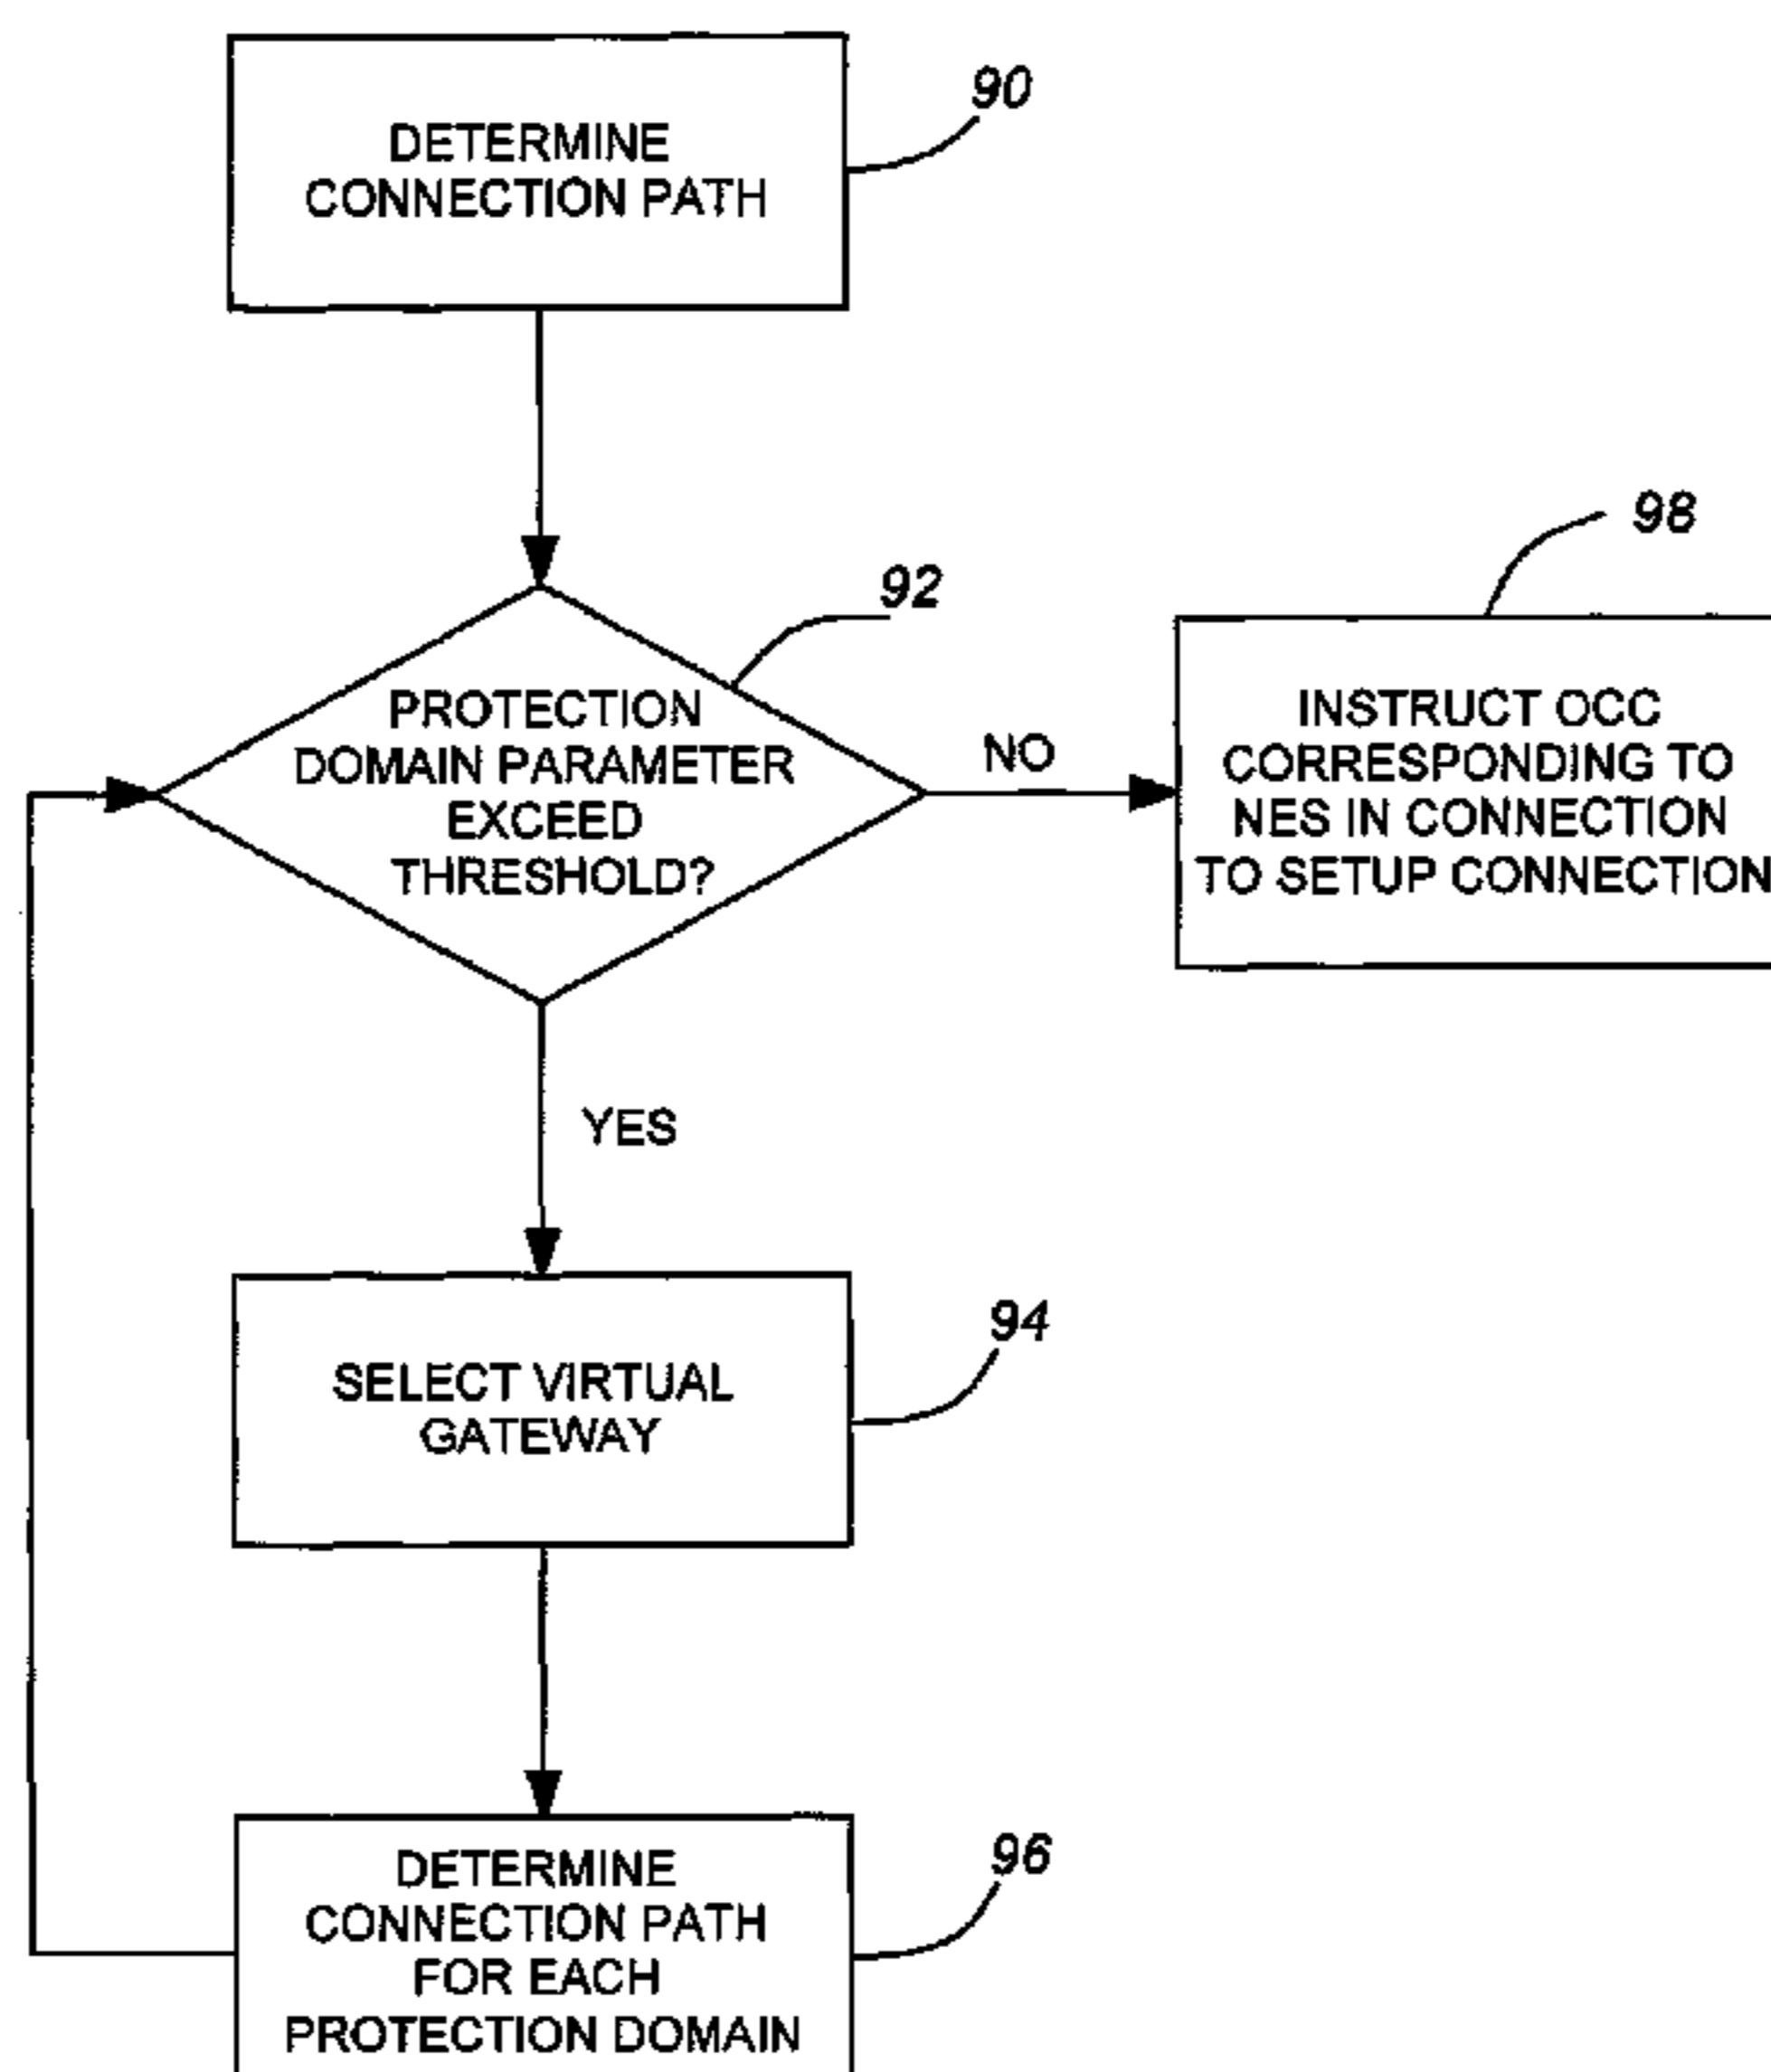 DETERMINE
CONNECTION PATH
90
PROTECTION
DOMAIN PARAMETER
EXCEED
THRESHOLD?
92
NO
INSTRUCT OCC
CORRESPONDING TO
NES IN CONNECTION
TO SETUP CONNECTION
98
YES
SELECT VIRTUAL
GATEWAY
94
DETERMINE
CONNECTION PATH
FOR EACH
PROTECTION DOMAIN
96